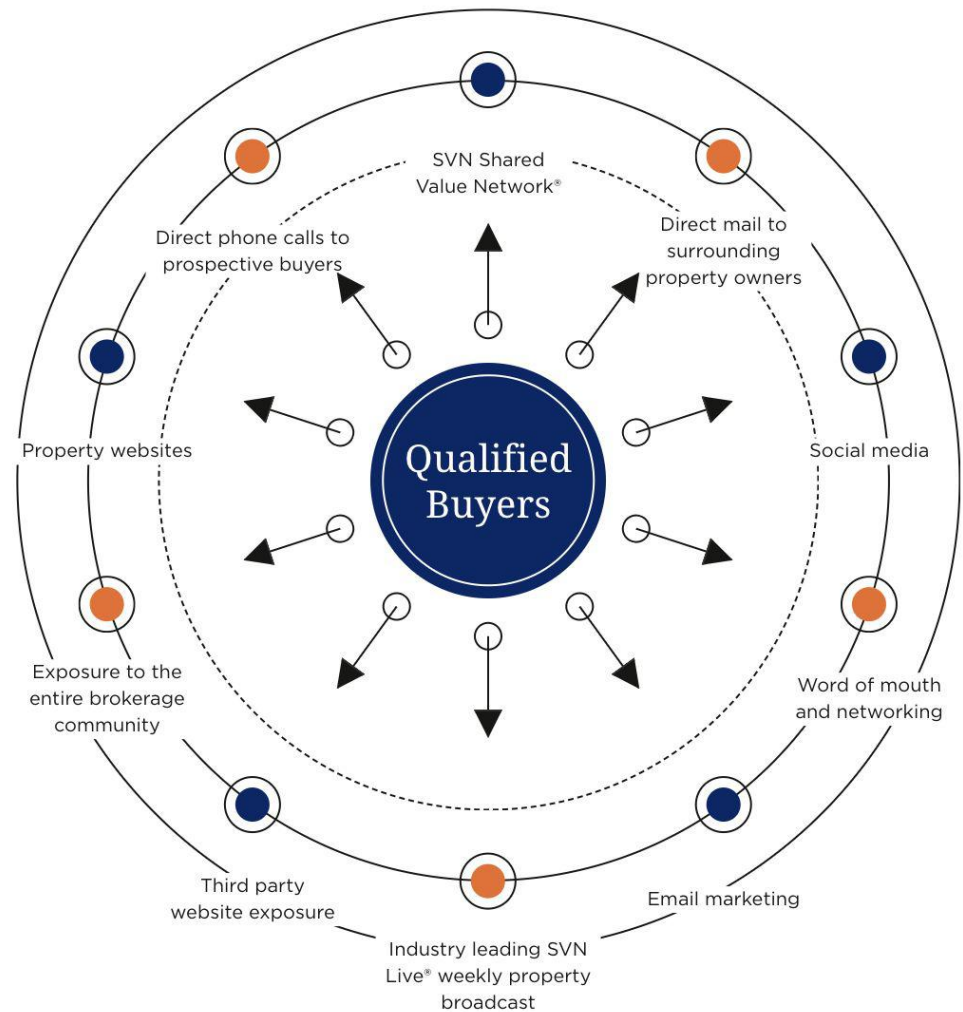 SVN Shared
Value Network®
Direct phone calls to
prospective buyers
Direct mail to
surrounding
property owners
Property websites
Qualified
Buyers
Social media
Exposure to the
entire brokerage
community
Word of mouth
and networking
Third party
website exposure
Email marketing
Industry leading SVN
Live® weekly property
broadcast